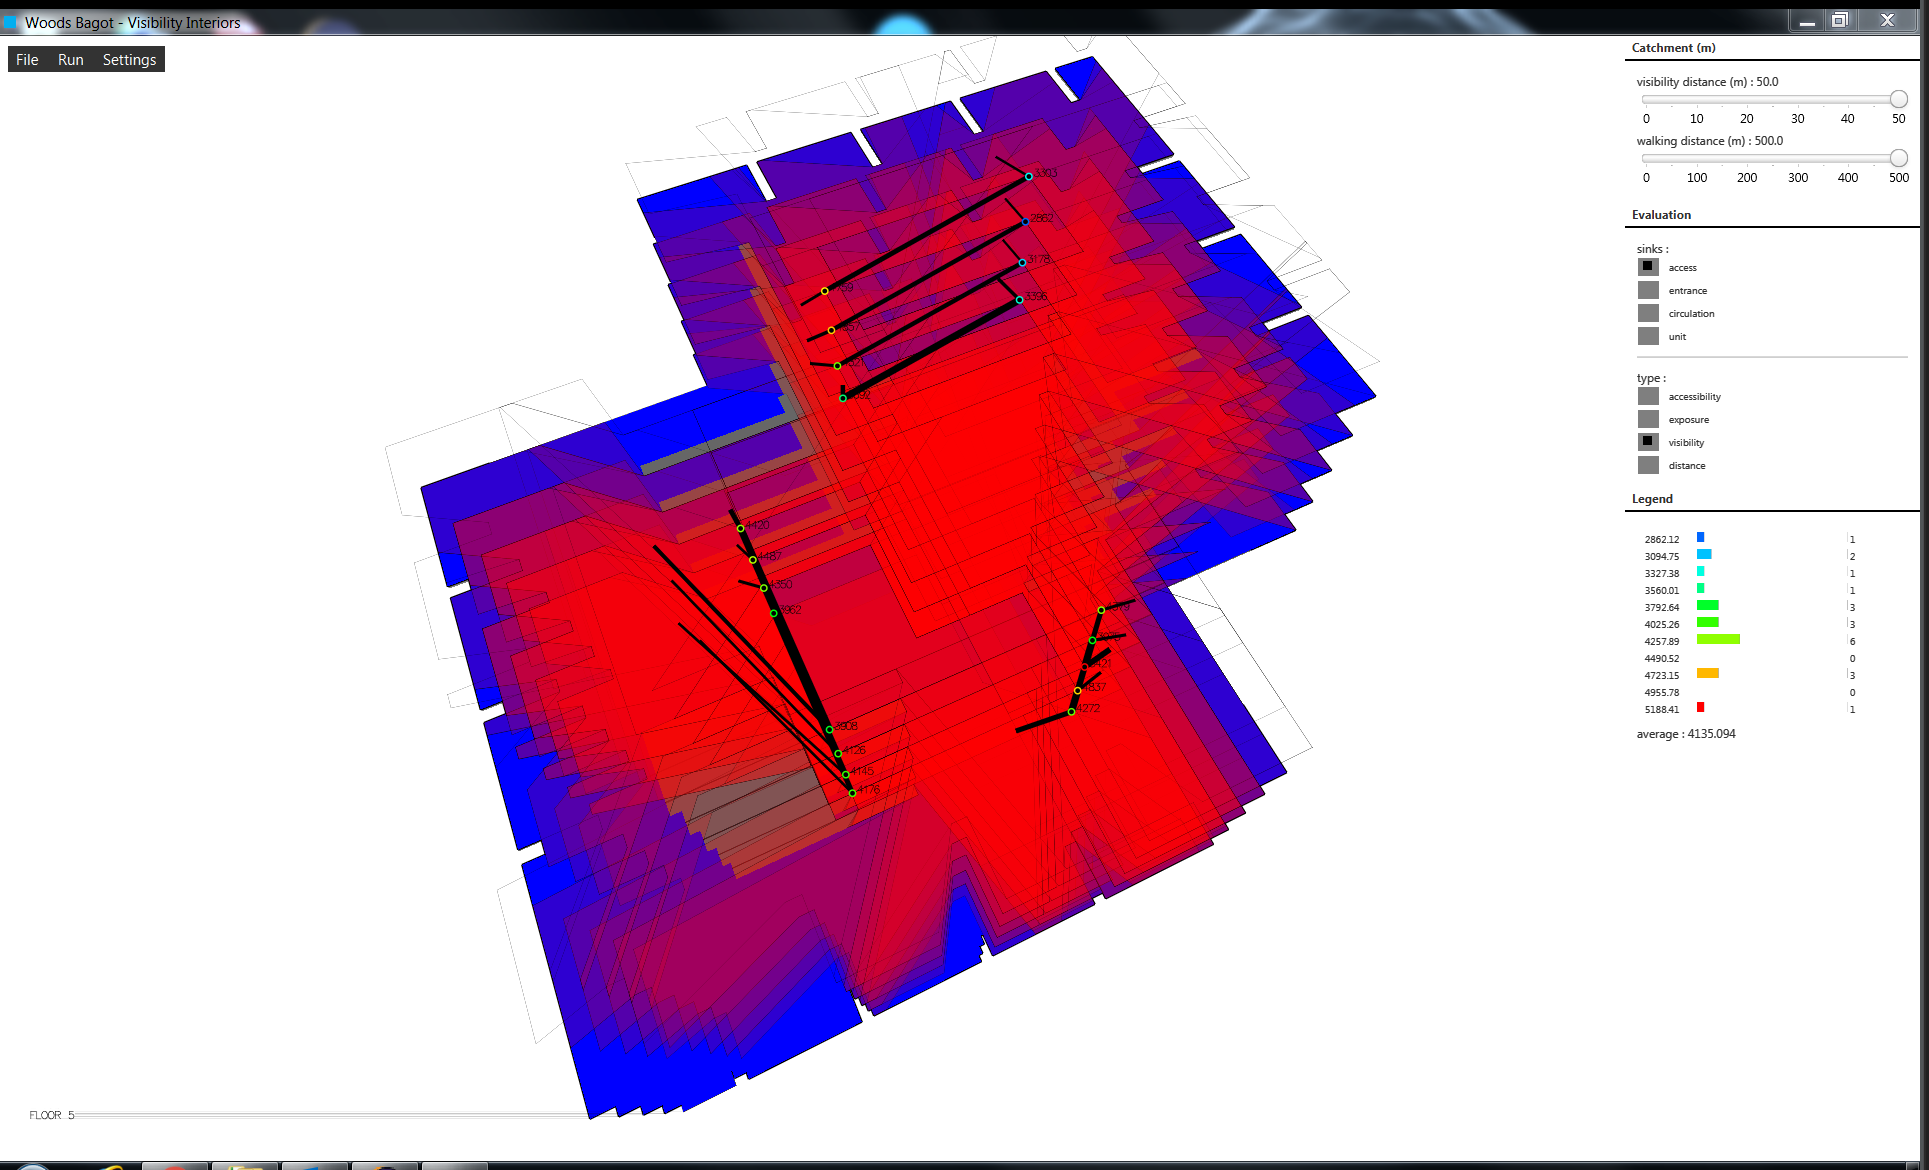 Woods Bagot - Visibility Interiors
File Run Settings
Catchment (m)
visibility distance (m) : 50.0
0 10 20 30 40 50
walking distance (m) : 500.0
0 100 200 300 400 500
Evaluation
sinks :
access
entrance
circulation
unit
type :
accessibility
exposure
visibility
distance
Legend
2862.12 1
3094.75 2
3327.38 1
3560.01 1
3792.64 3
4025.26 3
4257.89 6
4490.52 0
4723.15 3
4955.78 0
5188.41 1
average : 4135.094
3303
2862
3178
3396
4420
4487
4350
3962
3908
4126
4145
4176
4837
4272
FLOOR 5